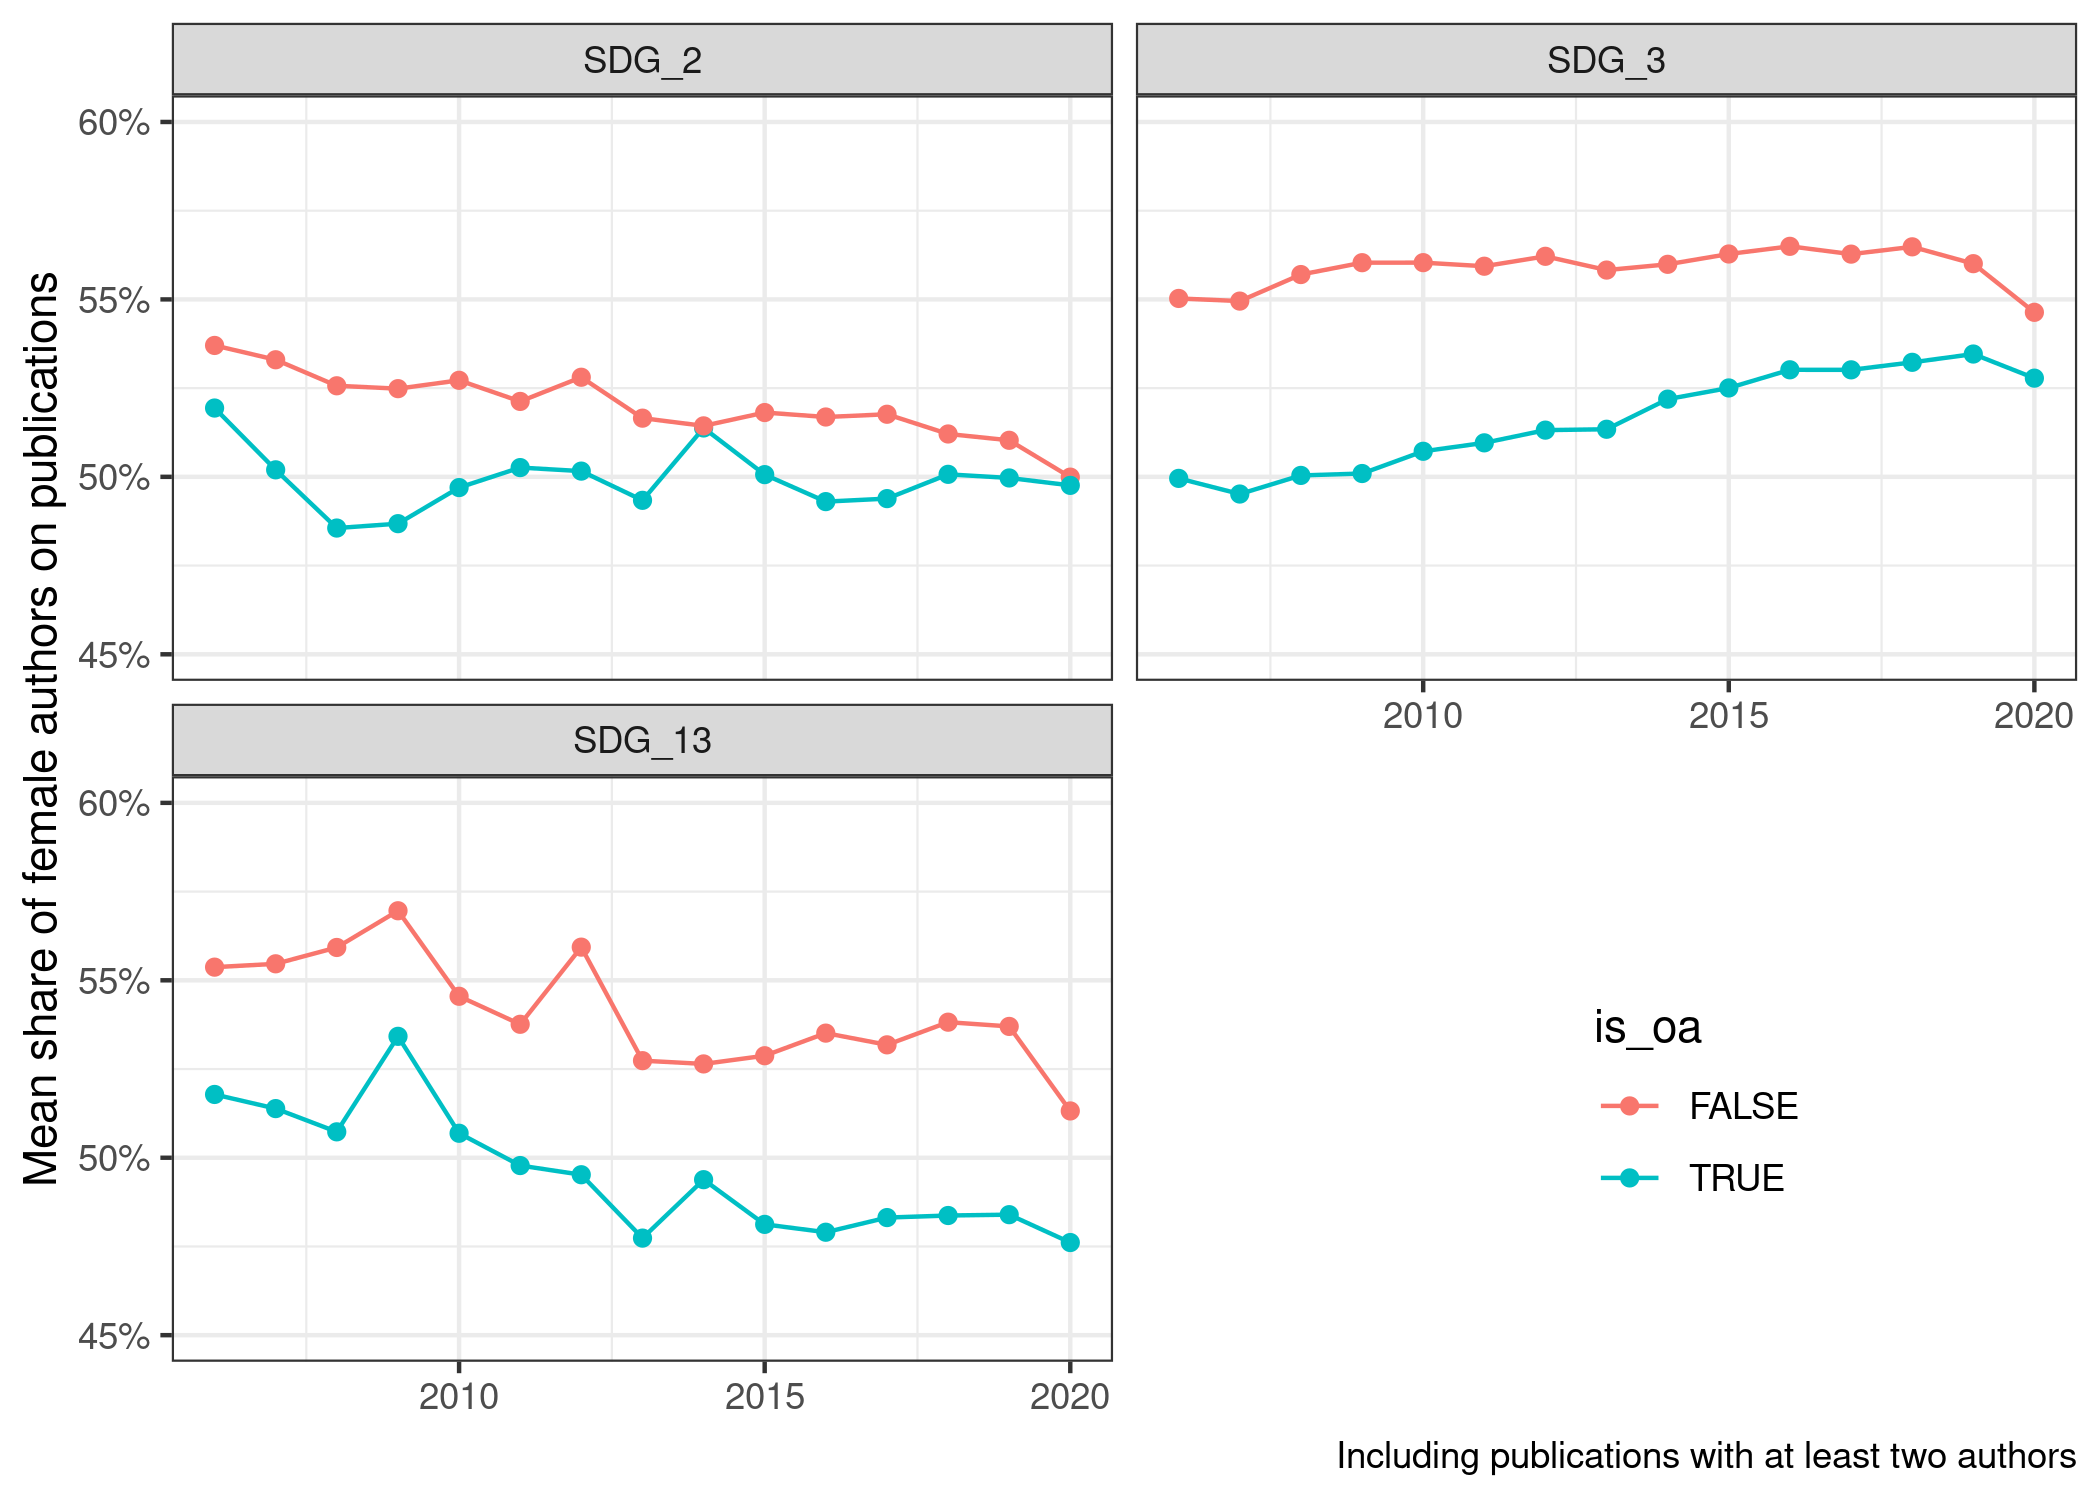 SDG_2
SDG_3
60%
55%
50%
45%
2010
2015
2020
SDG_13
60%
55%
50%
45%
2010
2015
2020
Mean share of female authors on publications
is_oa
FALSE
TRUE
Including publications with at least two authors